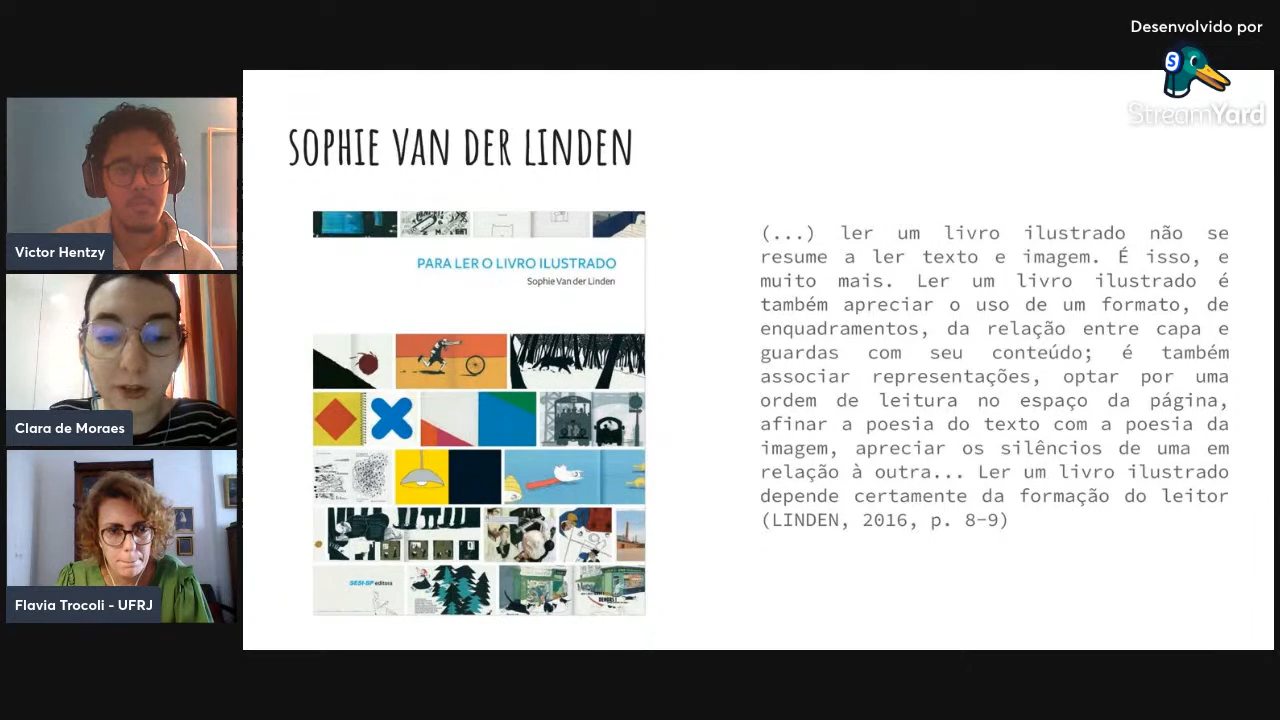 Desenvolvido por
S
StreamYard
SOPHIE VAN DER LINDEN
PARA LER O LIVRO ILUSTRADO
Sophie Van der Linden
SESI-SP editora
(...) ler um livro ilustrado não se
resume a ler texto e imagem. É isso, e
muito mais. Ler um livro ilustrado é
também apreciar o uso de um formato, de
enquadramentos, da relação entre capa e
guardas com seu conteúdo; é também
associar representações, optar por uma
ordem de leitura no espaço da página,
afinar a poesia do texto com a poesia da
imagem, apreciar os silêncios de uma em
relação à outra... Ler um livro ilustrado
depende certamente da formação do leitor
(LINDEN, 2016, p. 8-9)
Victor Hentzy
Clara de Moraes
Flavia Trocoli - UFRJ